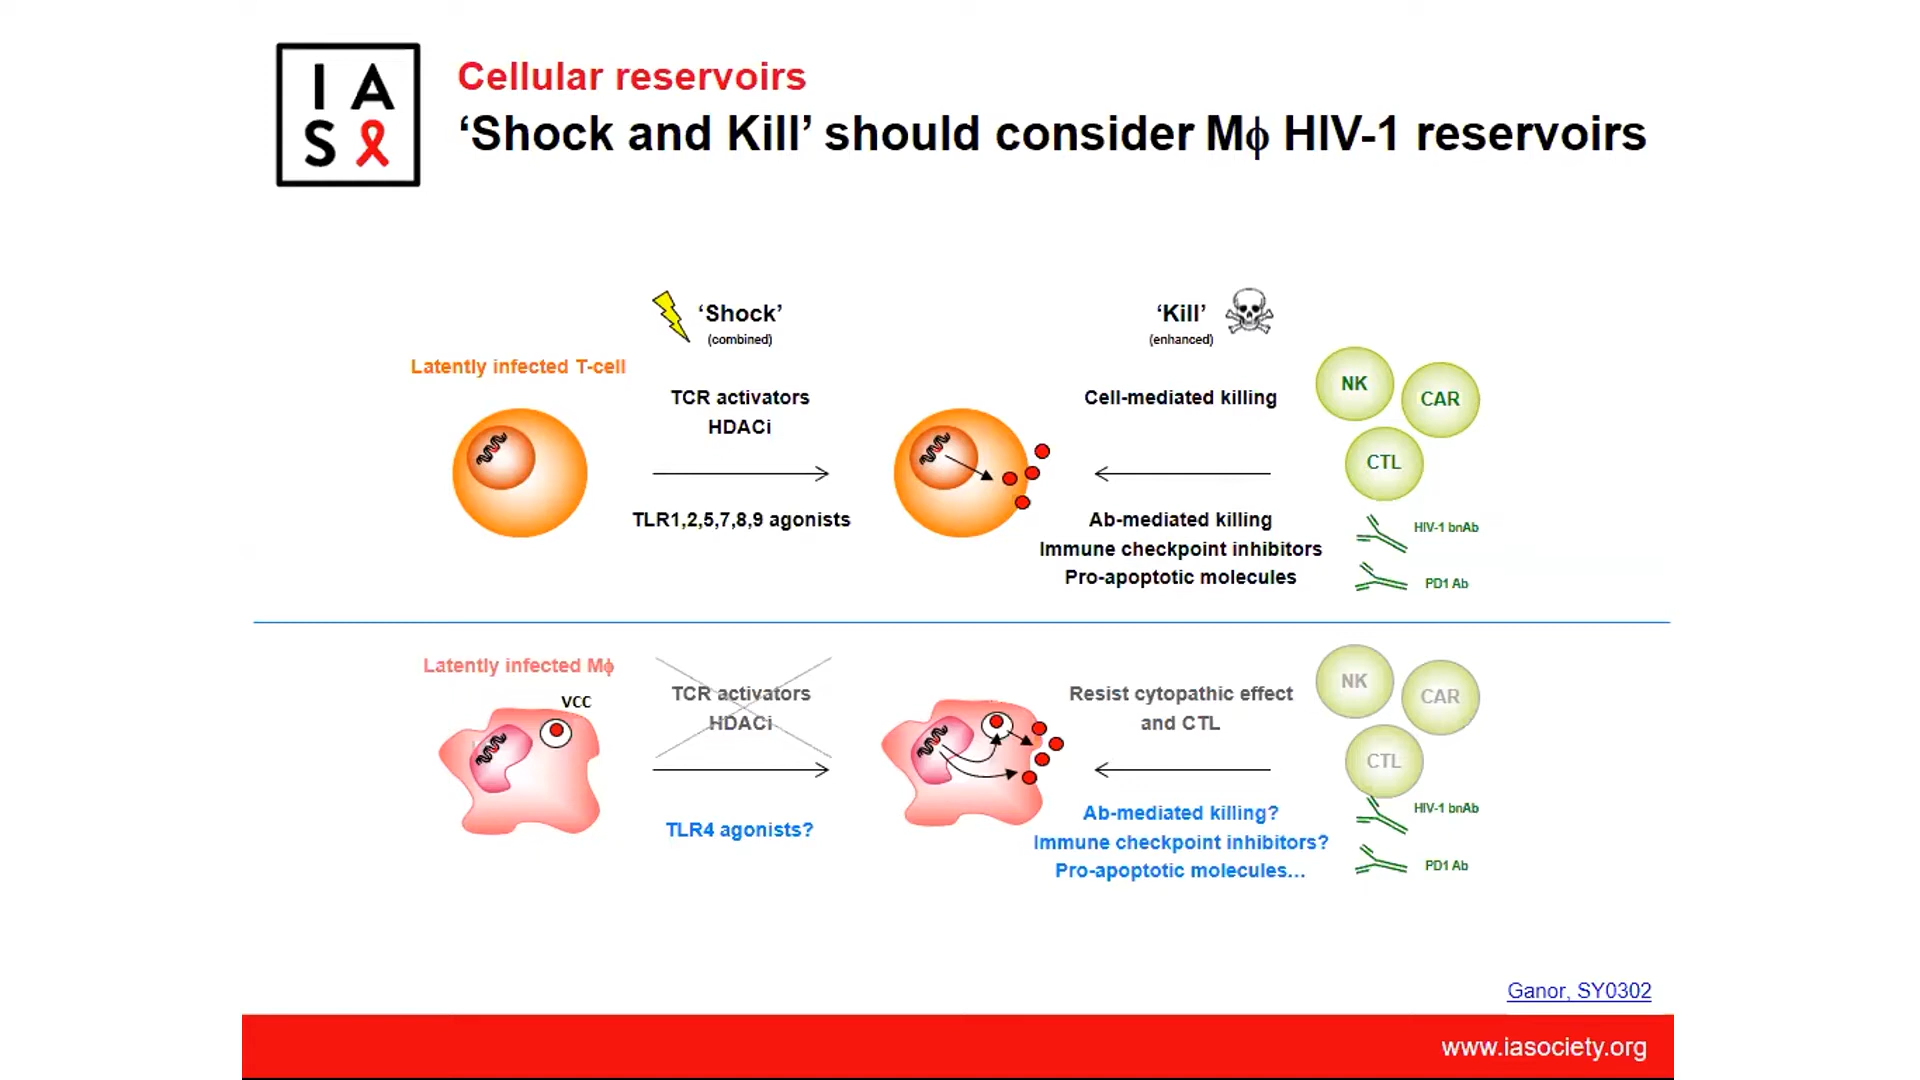 I A
S
Cellular reservoirs
‘Shock and Kill’ should consider Mϕ HIV-1 reservoirs
‘Shock’
(combined)
‘Kill’
(enhanced)
Latently infected T-cell
TCR activators
HDACi
TLR1,2,5,7,8,9 agonists
Cell-mediated killing
Ab-mediated killing
Immune checkpoint inhibitors
Pro-apoptotic molecules
NK
CAR
CTL
HIV-1 bnAb
PD1 Ab
Latently infected Mϕ
VCC
TCR activators
HDACi
TLR4 agonists?
Resist cytopathic effect
and CTL
Ab-mediated killing?
Immune checkpoint inhibitors?
Pro-apoptotic molecules...
NK
CAR
CTL
HIV-1 bnAb
PD1 Ab
Ganor, SY0302
www.iasociety.org